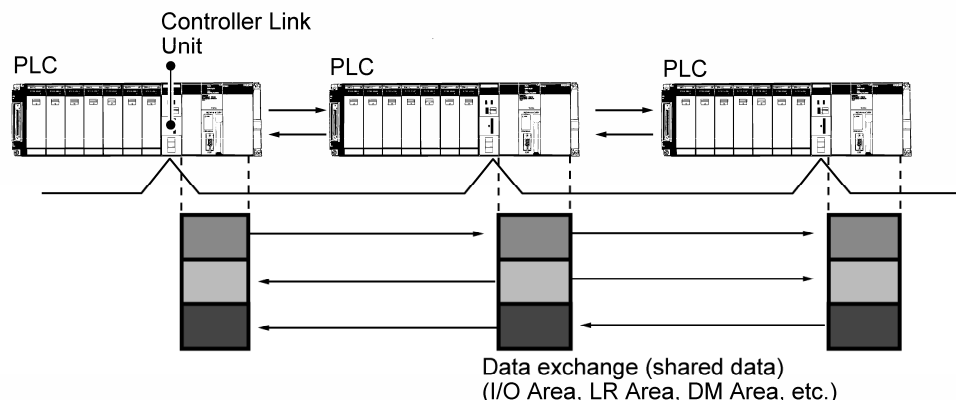 Controller Link
Unit
PLC
PLC
PLC
Data exchange (shared data)
(I/O Area, LR Area, DM Area, etc.)